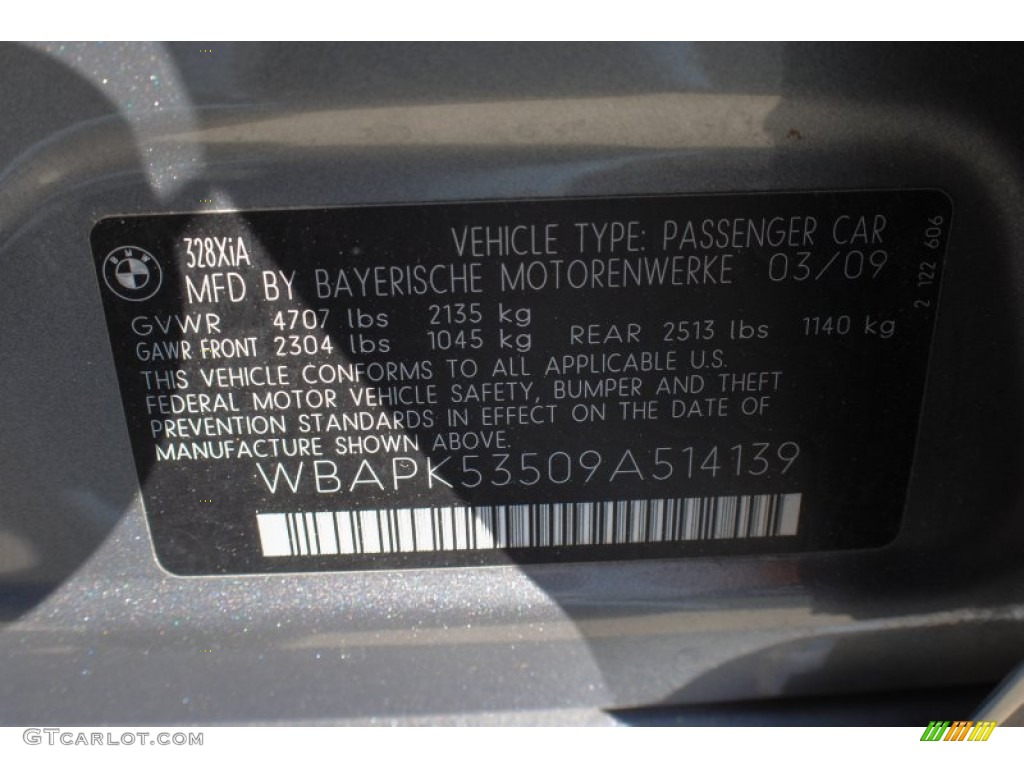 BMW
328XiA
VEHICLE TYPE: PASSENGER CAR
MFD BY BAYERISCHE MOTORENWERKE 03/09
GVWR 4707 lbs 2135 kg
GAWR FRONT 2304 lbs 1045 kg REAR 2513 lbs 1140 kg
THIS VEHICLE CONFORMS TO ALL APPLICABLE U.S.
FEDERAL MOTOR VEHICLE SAFETY, BUMPER AND THEFT
PREVENTION STANDARDS IN EFFECT ON THE DATE OF
MANUFACTURE SHOWN ABOVE.
WBAPK53509A514139
2 122 606
GTCarlot.com